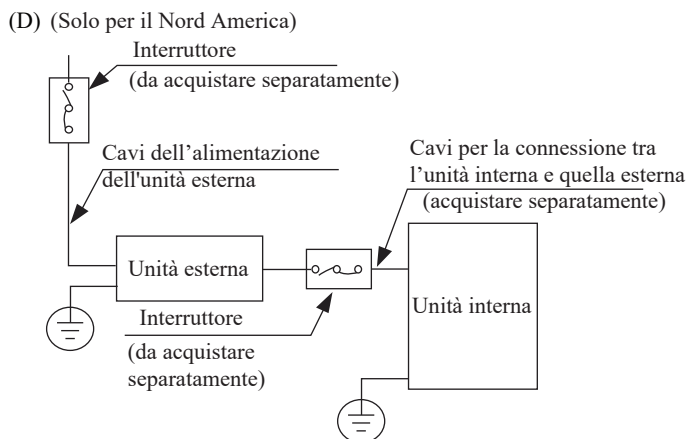 (D) (Solo per il Nord America)
Interruttore
(da acquistare separatamente)
Cavi dell’alimentazione
dell'unità esterna
Cavi per la connessione tra
l’unità interna e quella esterna
(acquistare separatamente)
Unità esterna
Unità interna
Interruttore
(da acquistare
separatamente)